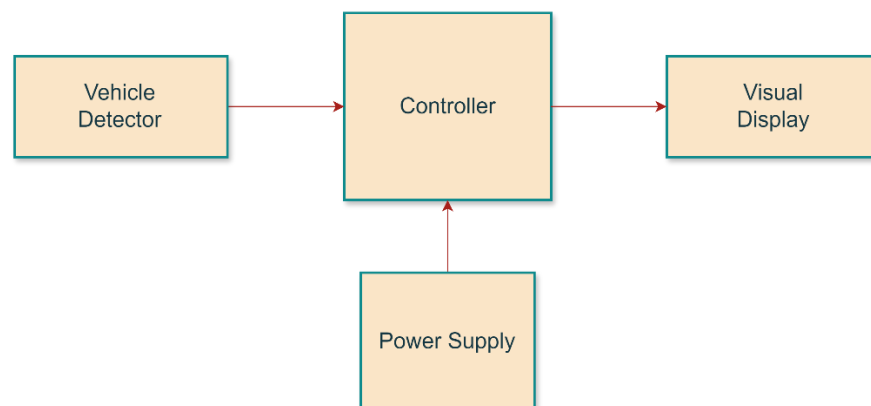 Vehicle
Detector
Controller
Visual
Display
Power Supply